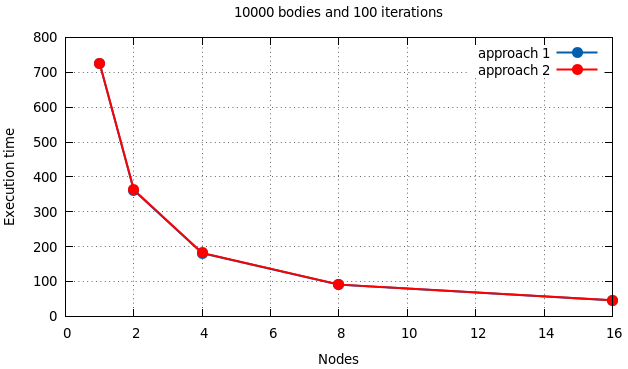 10000 bodies and 100 iterations
800
700
600
500
400
300
200
100
0
Execution time
approach 1
approach 2
0 2 4 6 8 10 12 14 16
Nodes